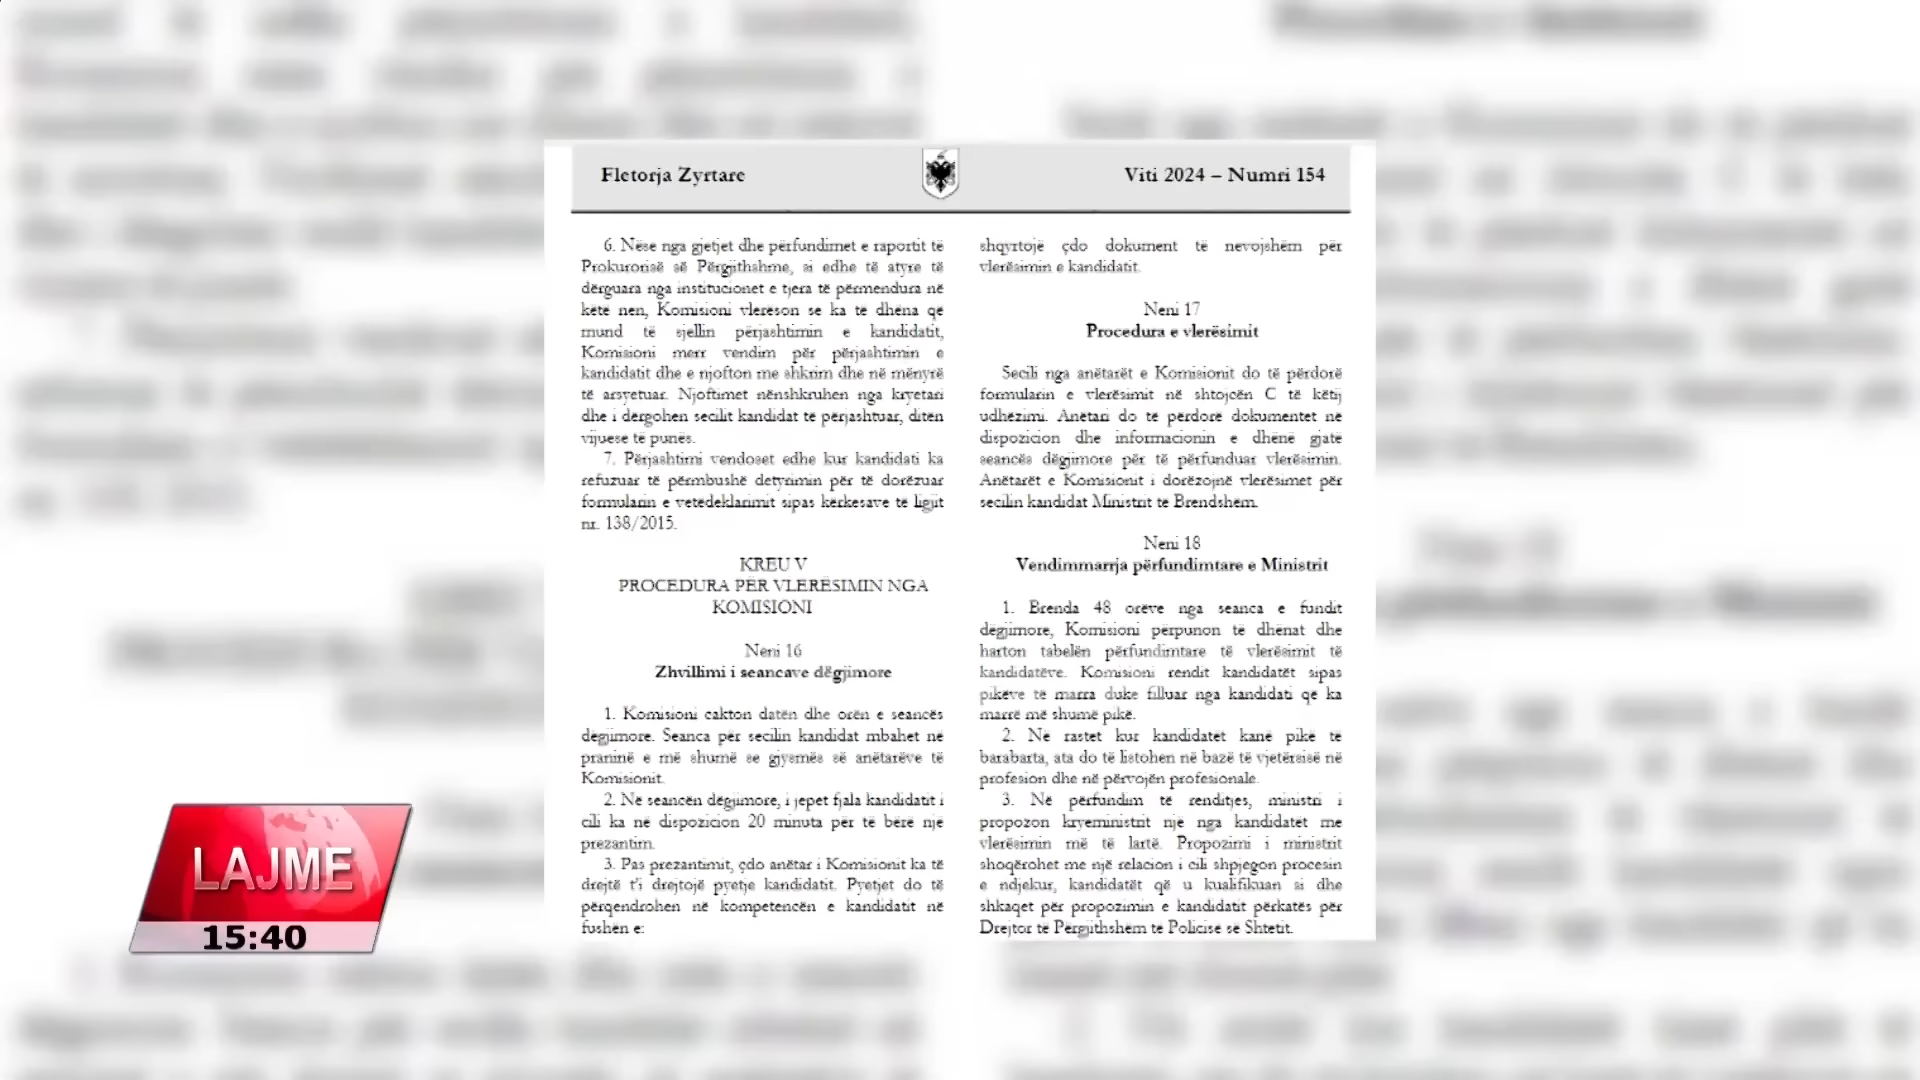 Fletorja Zyrtare
Viti 2024 – Numri 154
6. Nëse nga gjetjet dhe përfundimet e raportit të
Prokurorisë së Përgjithshme, si edhe të atyre të
dërguara nga institucionet e tjera të përmendura në
këtë nen, Komisioni vlerëson se ka të dhëna që
mund të sjellin përjashtimin e kandidatit,
Komisioni merr vendim për përjashtimin e
kandidatit dhe e njofton me shkrim dhe në mënyrë
të arsyetuar. Njoftimet nënshkruhen nga kryetari
dhe i dërgohen secilit kandidat të përjashtuar, ditën
vijuese të punës.
7. Përjashtimi vendoset edhe kur kandidati ka
refuzuar të përmbushë detyrimin për të dorëzuar
formularin e vetëdeklarimit sipas kërkesave të ligjit
nr. 138/2015.
KREU V
PROCEDURA PËR VLERËSIMIN NGA
KOMISIONI
Neni 16
Zhvillimi i seancave dëgjimore
1. Komisioni cakton datën dhe orën e seancës
dëgjimore. Seanca për secilin kandidat mbahet në
praninë e më shumë se gjysmës së anëtarëve të
Komisionit.
2. Në seancën dëgjimore, i jepet fjala kandidatit i
cili ka në dispozicion 20 minuta për të bërë një
prezantim.
3. Pas prezantimit, çdo anëtar i Komisionit ka të
drejtë t'i drejtojë pyetje kandidatit. Pyetjet do të
përqendrohen në kompetencën e kandidatit në
fushën e:
shqyrtojë çdo dokument të nevojshëm për
vlerësimin e kandidatit.
Neni 17
Procedura e vlerësimit
Secili nga anëtarët e Komisionit do të përdorë
formularin e vlerësimit në shtojcën C të këtij
udhëzimi. Anëtari do të përdorë dokumentet në
dispozicion dhe informacionin e dhënë gjatë
seancës dëgjimore për të përfunduar vlerësimin.
Anëtarët e Komisionit i dorëzojnë vlerësimet për
secilin kandidat Ministrit të Brendshëm.
Neni 18
Vendimmarrja përfundimtare e Ministrit
1. Brenda 48 orëve nga seanca e fundit
dëgjimore, Komisioni përpunon të dhënat dhe
harton tabelën përfundimtare të vlerësimit të
kandidatëve. Komisioni rendit kandidatët sipas
pikëve të marra duke filluar nga kandidati që ka
marrë më shumë pikë.
2. Në rastet kur kandidatët kanë pikë të
barabarta, ata do të listohen në bazë të vjetërsisë në
profesion dhe në përvojën profesionale.
3. Në përfundim të renditjes, ministri i
propozon kryeministrit një nga kandidatët me
vlerësimin më të lartë. Propozimi i ministrit
shoqërohet me një relacion i cili shpjegon procesin
e ndjekur, kandidatët që u kualifikuan si dhe
shkaqet për propozimin e kandidatit përkatës për
Drejtor të Përgjithshëm të Policisë së Shtetit.
LAJME
15:40